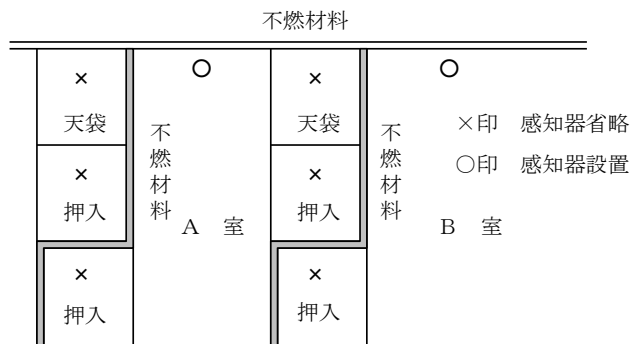 不燃材料
×
天袋
×
押入
×
押入
○
不燃材料
A 室
×
天袋
×
押入
×
押入
○
不燃材料
B 室
×印 感知器省略
○印 感知器設置